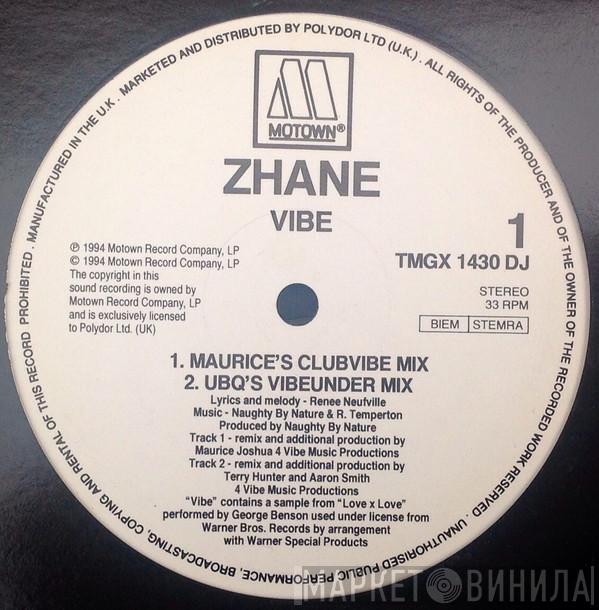 . MANUFACTURED IN THE U.K . MARKETED AND DISTRIBUTED BY POLYDOR LTD (U.K.) . ALL RIGHTS OF THE PRODUCER AND OF THE OWNER OF THE RECORDED WORK RESERVED . UNAUTHORISED PUBLIC PERFORMANCE, BROADCASTING, COPYING AND RENTAL OF THIS RECORD PROHIBITED
M
MOTOWN®
ZHANE
VIBE
℗ 1994 Motown Record Company, LP
© 1994 Motown Record Company, LP
The copyright in this
sound recording is owned by
Motown Record Company, LP
and is exclusively licensed
to Polydor Ltd. (UK)
1
TMGX 1430 DJ
STEREO
33 RPM
BIEM STEMRA
1. MAURICE'S CLUBVIBE MIX
2. UBQ'S VIBEUNDER MIX
Lyrics and melody - Renee Neufville
Music - Naughty By Nature & R. Temperton
Produced by Naughty By Nature
Track 1 - remix and additional production by
Maurice Joshua 4 Vibe Music Productions
Track 2 - remix and additional production by
Terry Hunter and Aaron Smith
4 Vibe Music Productions
“Vibe” contains a sample from “Love x Love”
performed by George Benson used under license from
Warner Bros. Records by arrangement
with Warner Special Products
МАРКЕТ ВИНИЛА